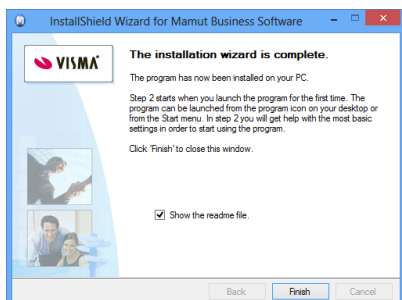 InstallShield Wizard for Mamut Business Software
VISMA
The installation wizard is complete.
The program has now been installed on your PC.
Step 2 starts when you launch the program for the first time. The
program can be launched from the program icon on your desktop or
from the Start menu. In step 2 you will get help with the most basic
settings in order to start using the program.
Click 'Finish' to close this window.
Show the readme file.
Back Finish Cancel